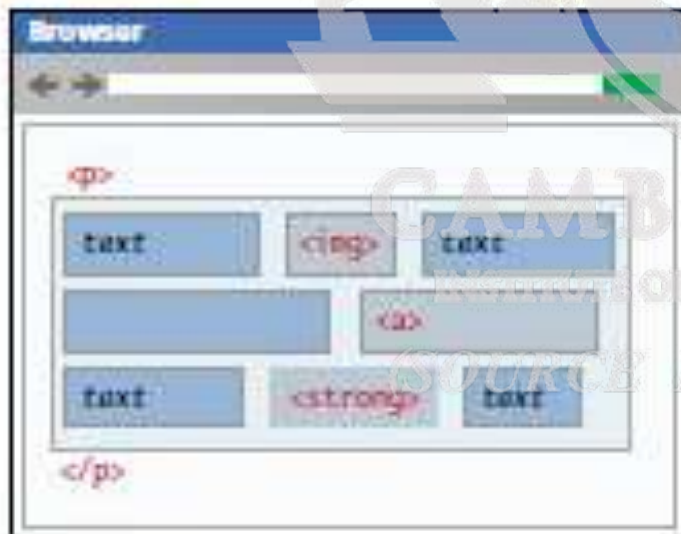 Browser
<p>
text <img> text
<a>
text <strong> text
</p>